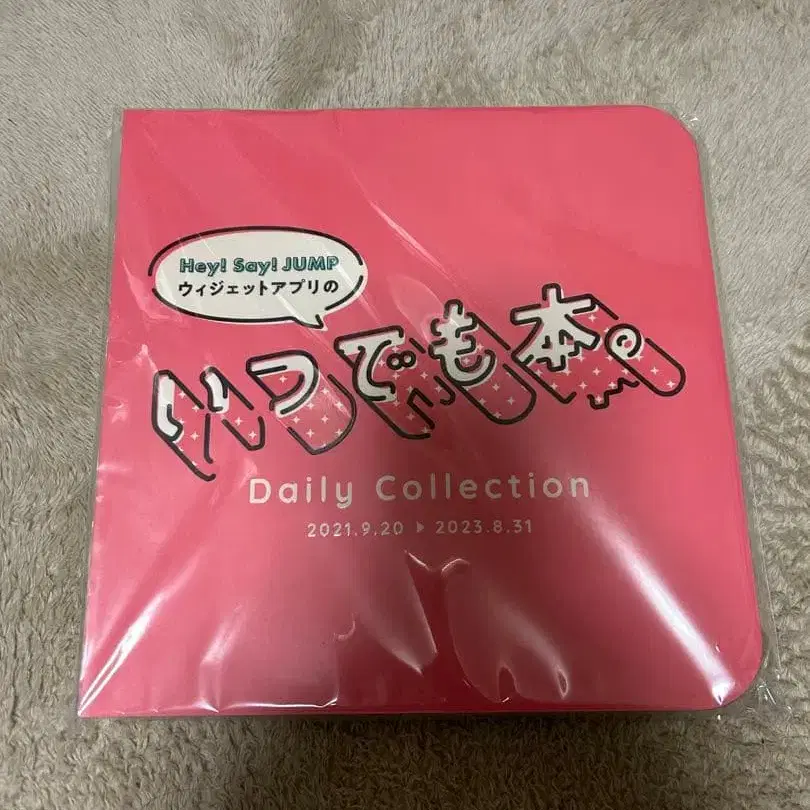 Hey! Say! JUMP
ウィジェットアプリの
いつでも本。
Daily Collection
2021.9.20 ▶ 2023.8.31